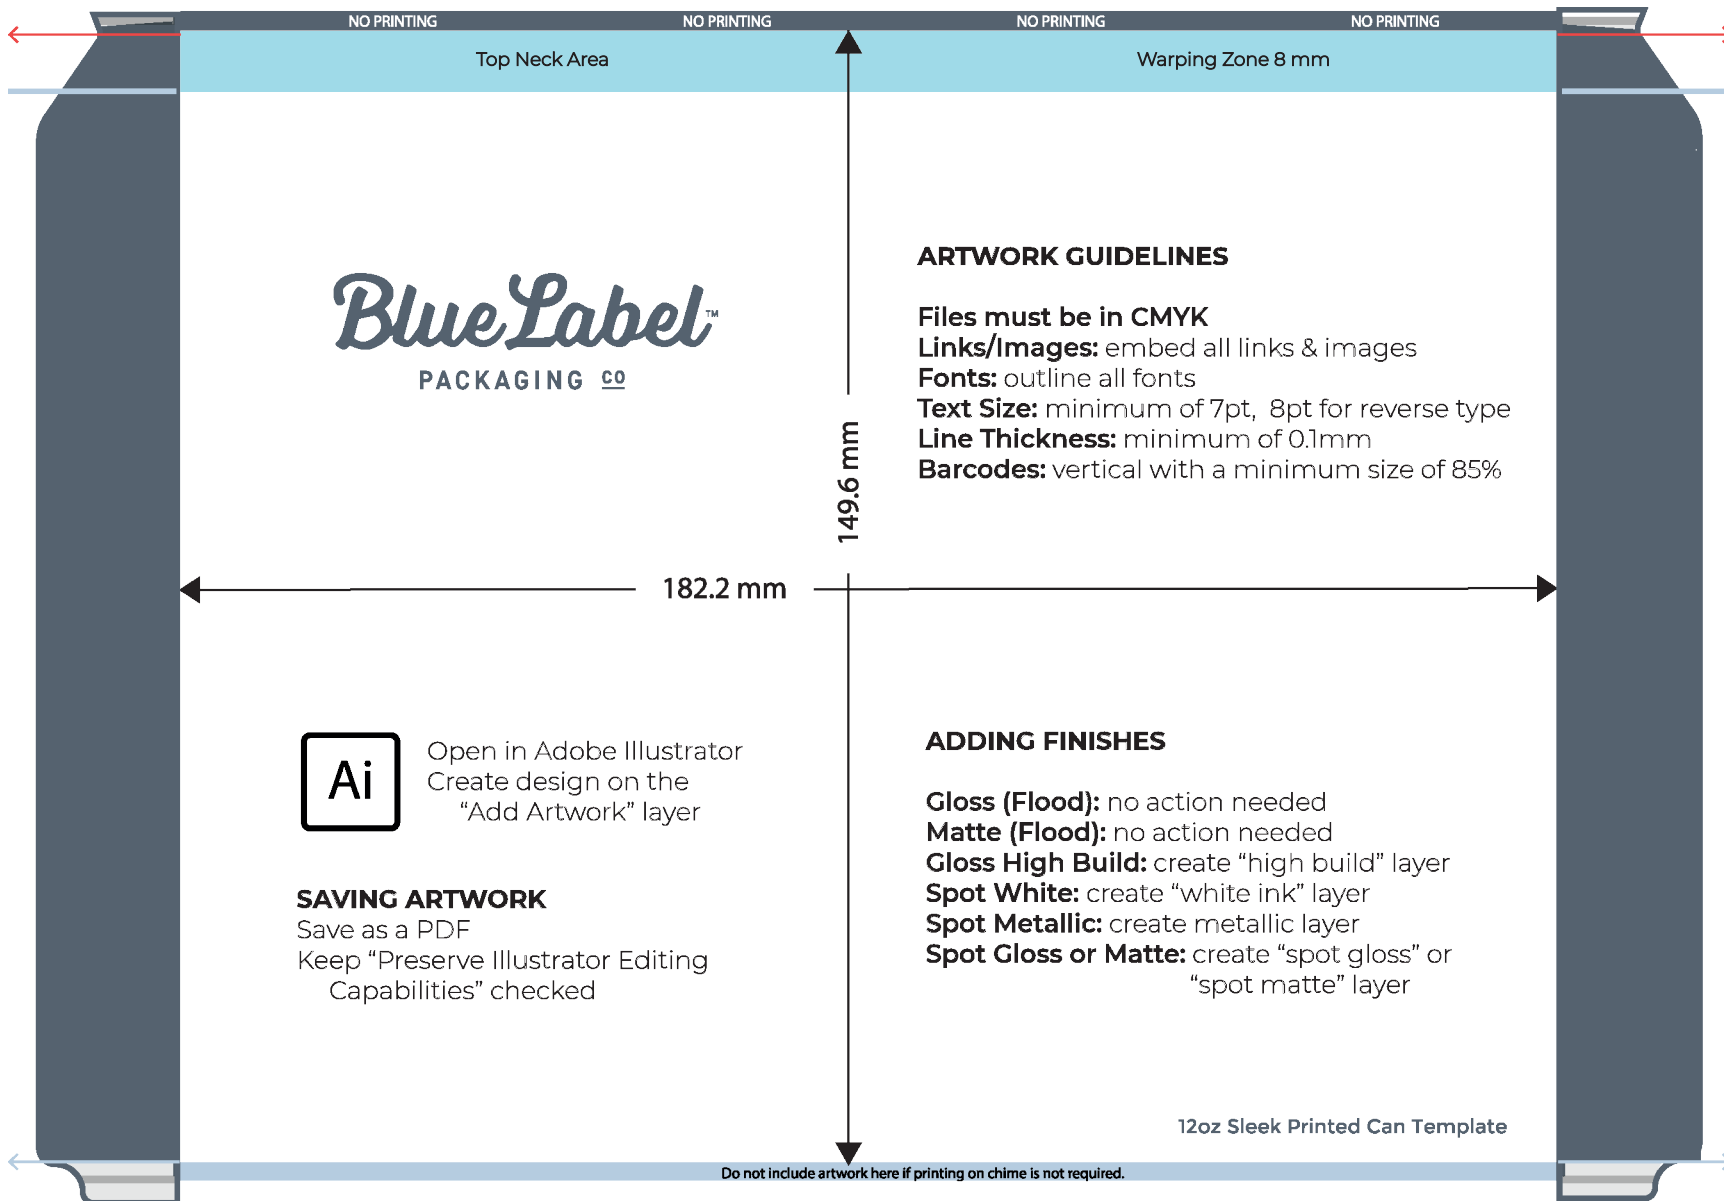 NO PRINTING NO PRINTING NO PRINTING NO PRINTING
Top Neck Area
Warping Zone 8 mm
Blue Label™
PACKAGING CO
ARTWORK GUIDELINES
Files must be in CMYK
Links/Images: embed all links & images
Fonts: outline all fonts
Text Size: minimum of 7pt, 8pt for reverse type
Line Thickness: minimum of 0.1mm
Barcodes: vertical with a minimum size of 85%
149.6 mm
182.2 mm
Ai
Open in Adobe Illustrator
Create design on the
“Add Artwork” layer
SAVING ARTWORK
Save as a PDF
Keep “Preserve Illustrator Editing
Capabilities” checked
ADDING FINISHES
Gloss (Flood): no action needed
Matte (Flood): no action needed
Gloss High Build: create “high build” layer
Spot White: create “white ink” layer
Spot Metallic: create metallic layer
Spot Gloss or Matte: create “spot gloss” or
“spot matte” layer
12oz Sleek Printed Can Template
Do not include artwork here if printing on chime is not required.